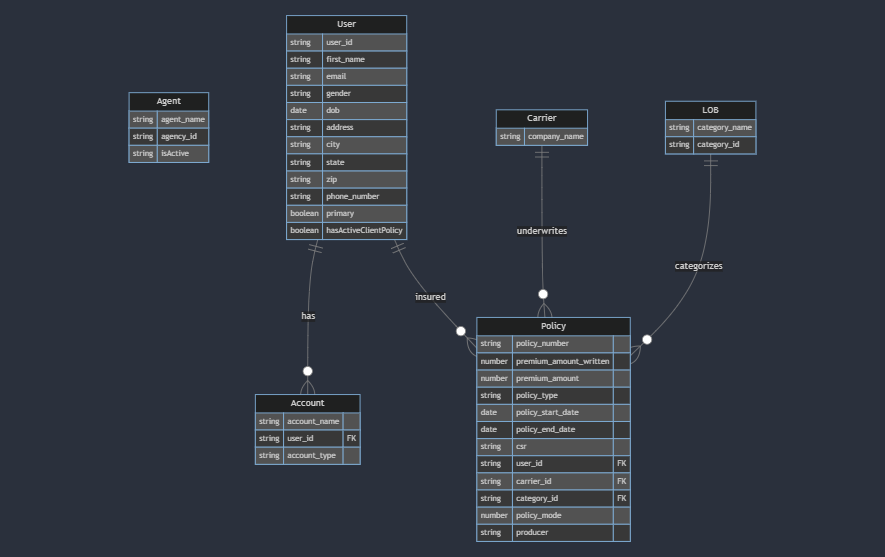 User
string user_id
string first_name
string email
string gender
date dob
string address
string city
string state
string zip
string phone_number
boolean primary
boolean hasActiveClientPolicy
Agent
string agent_name
string agency_id
string isActive
Carrier
string company_name
LOB
string category_name
string category_id
underwrites
categorizes
insured
has
Policy
string policy_number
number premium_amount_written
number premium_amount
string policy_type
date policy_start_date
date policy_end_date
string csr
string user_id FK
string carrier_id FK
string category_id FK
number policy_mode
string producer
Account
string account_name
string user_id FK
string account_type